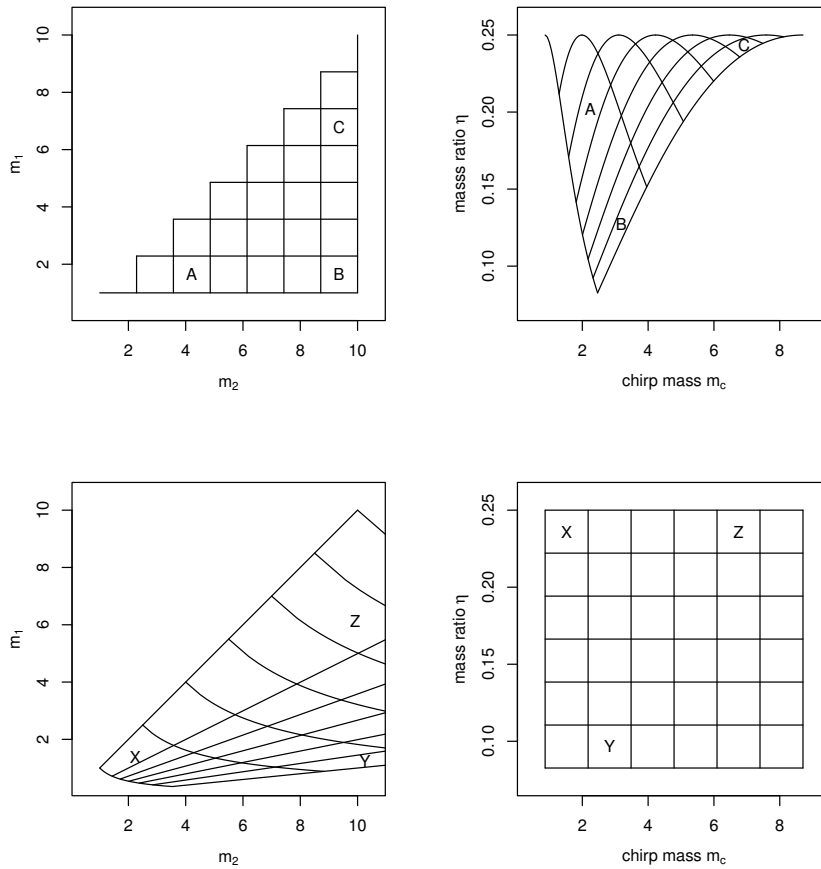 10
8
6
4
2
m₁
A
B
C
2 4 6 8 10
m₂
0.25
0.20
0.15
0.10
masss ratio η
A
B
C
2 4 6 8
chirp mass m_c
10
8
6
4
2
m₁
X
Y
Z
2 4 6 8 10
m₂
0.25
0.20
0.15
0.10
mass ratio η
X
Z
Y
2 4 6 8
chirp mass m_c